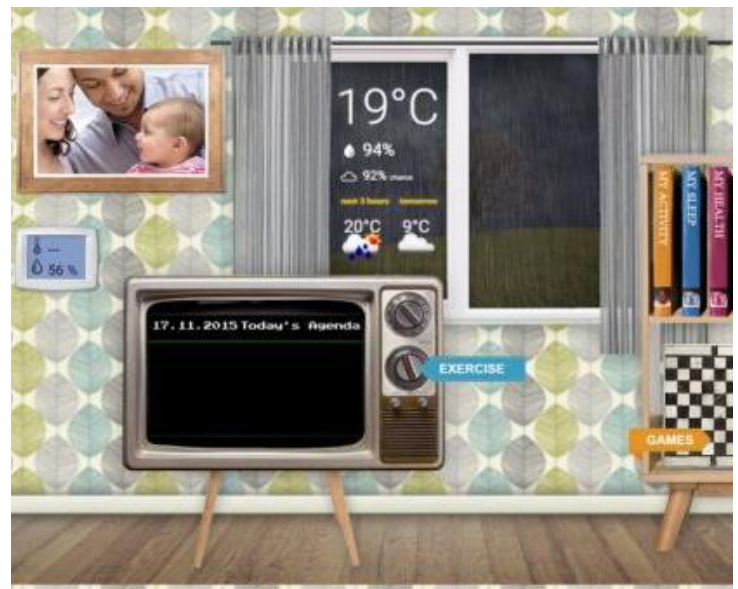 19°C
94%
92% chance
next 3 hours tomorrow
20°C 9°C
MY ACTIVITY
MY SLEEP
MY HEALTH
---
56 %
17.11.2015 Today's Agenda
EXERCISE
GAMES